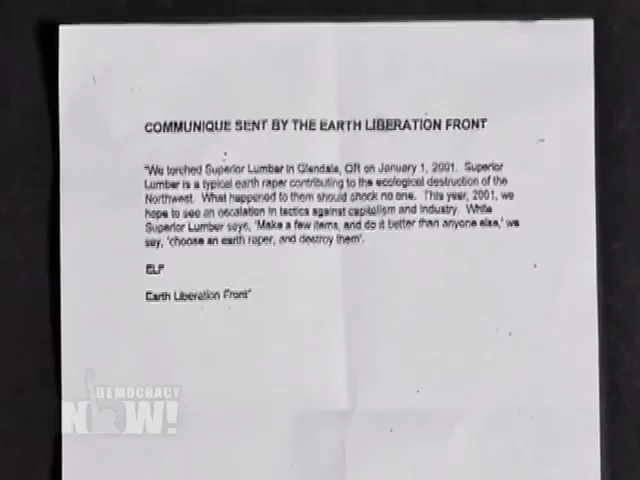 COMMUNIQUE SENT BY THE EARTH LIBERATION FRONT
"We torched Superior Lumber in Glendale, OR on January 1, 2001. Superior
Lumber is a typical earth raper contributing to the ecological destruction of the
Northwest. What happened to them should shock no one. This year, 2001, we
hope to see an escalation in tactics against capitalism and industry. While
Superior Lumber says, 'Make a few items, and do it better than anyone else,' we
say, 'choose an earth raper, and destroy them'.
ELF
Earth Liberation Front"
DEMOCRACY
NOW!